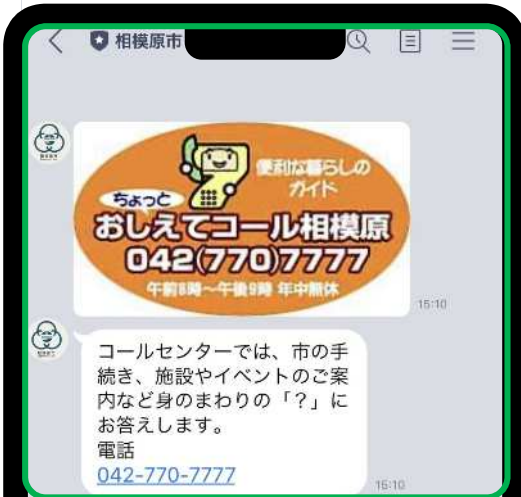 相模原市
便利な暮らしの
ガイド
ちょっと
おしえてコール相模原
042(770)7777
午前8時～午後9時 年中無休
15:10
コールセンターでは、市の手
続き、施設やイベントのご案
内など身のまわりの「？」に
お答えします。
電話
042-770-7777
15:10